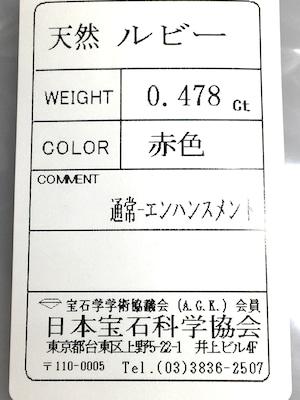 天然 ルビー
WEIGHT 0.478 Ct
COLOR 赤色
COMMENT
通常-エンハンスメント
宝石学学術協議会 (A.G.K.) 会員
日本宝石科学協会
東京都台東区上野5-22-1 井上ビル4F
〒110-0005 Tel.(03)3836-2507